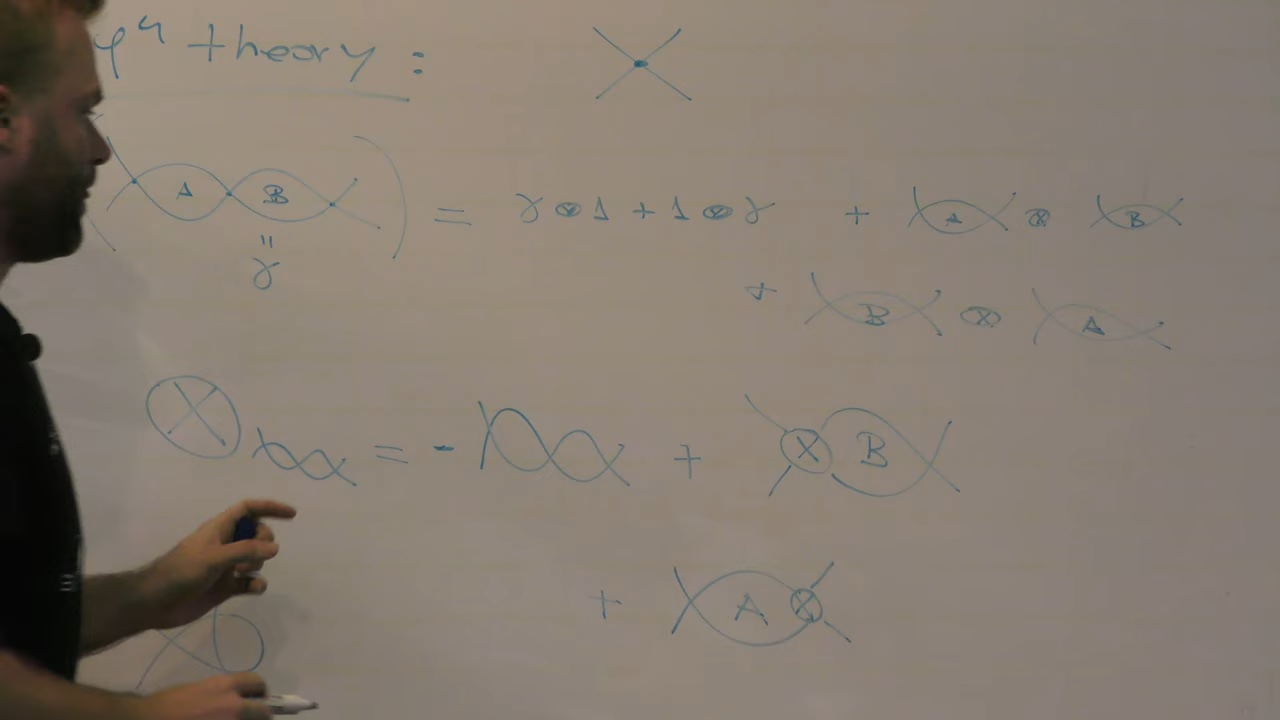 φ⁴ theory :
( A B ) = γ ⊗ 1 + 1 ⊗ γ + A ⊗ B
=
γ
+ B ⊗ A
X = - + X B
+ A X